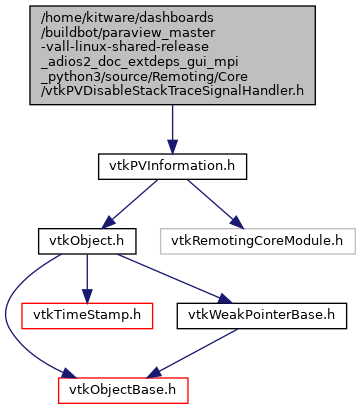 /home/kitware/dashboards
/buildbot/paraview_master
-vall-linux-shared-release
_adios2_doc_extdeps_gui_mpi
_python3/source/Remoting/Core
/vtkPVDisableStackTraceSignalHandler.h
vtkPVInformation.h
vtkObject.h
vtkRemotingCoreModule.h
vtkTimeStamp.h
vtkWeakPointerBase.h
vtkObjectBase.h